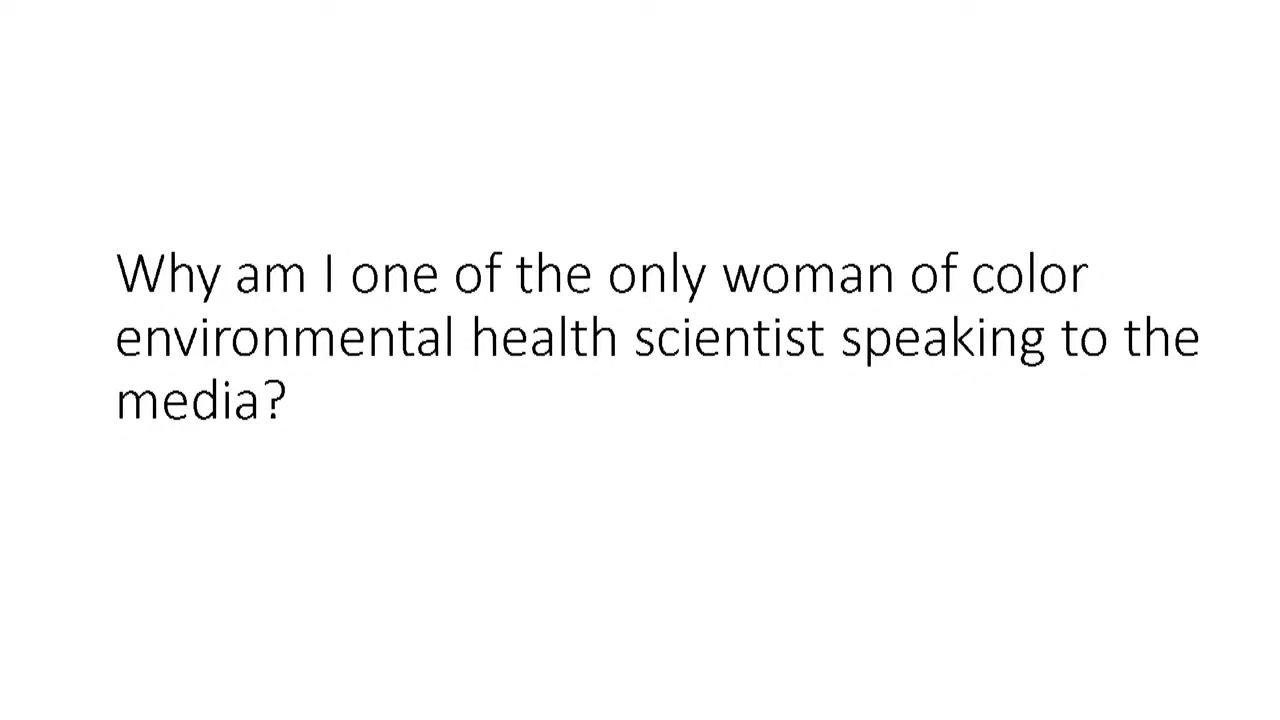 Why am I one of the only woman of color
environmental health scientist speaking to the
media?